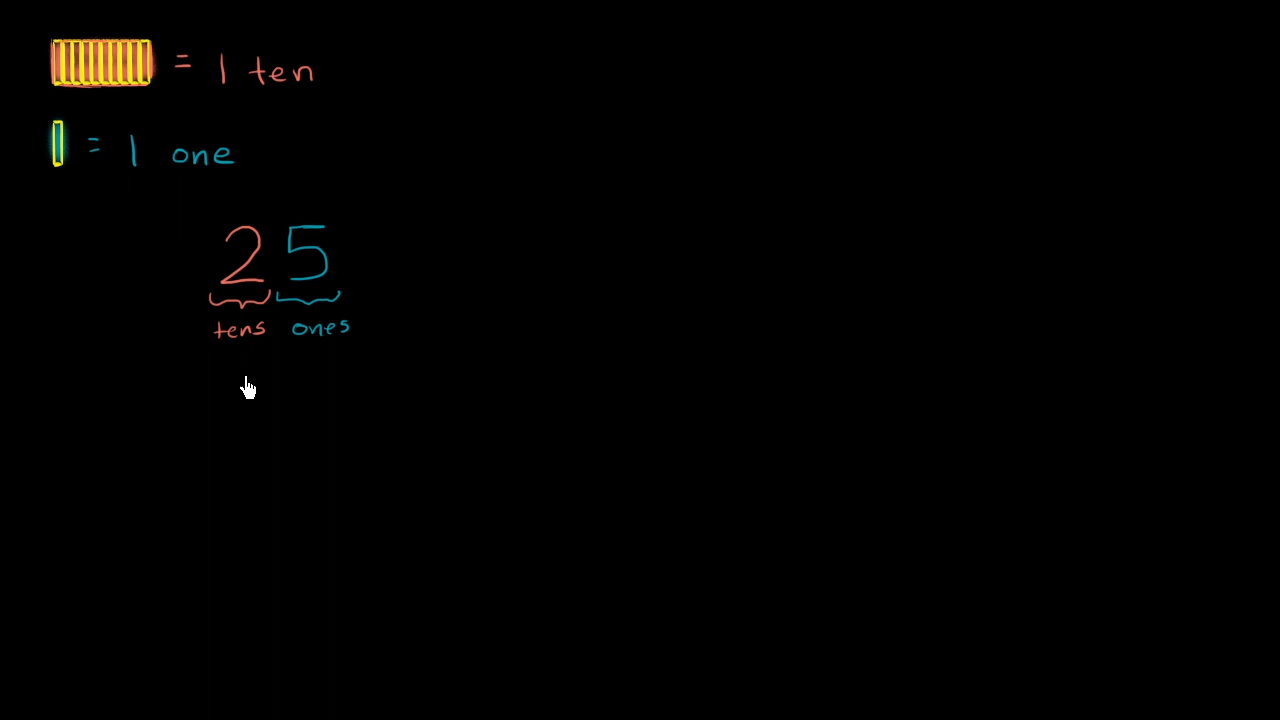 = 1 ten
= 1 one
25
tens ones